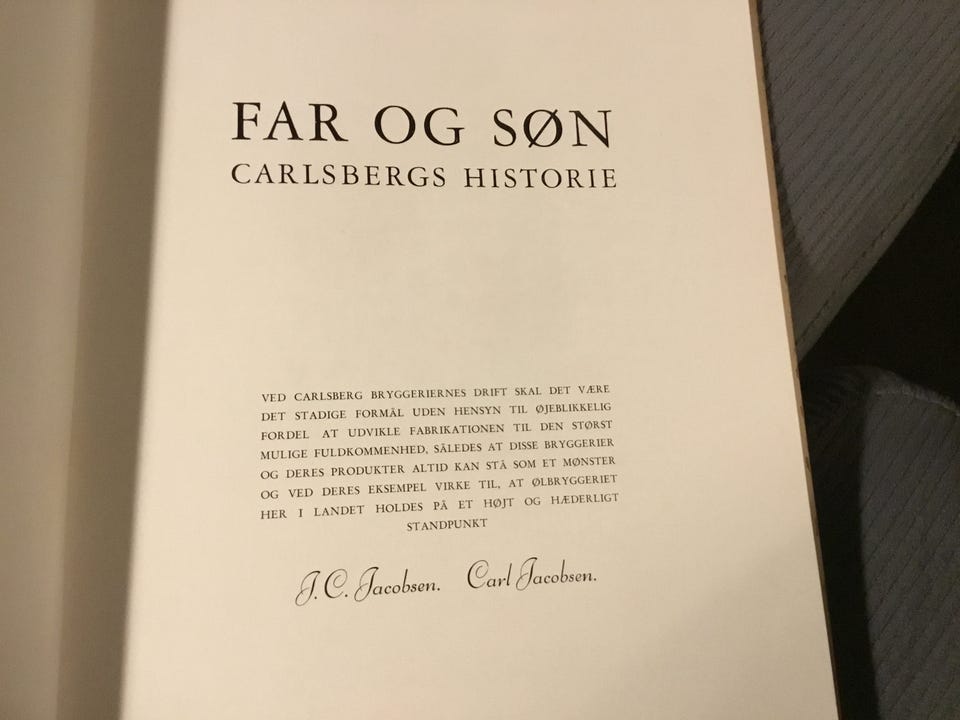 FAR OG SØN
CARLSBERGS HISTORIE
VED CARLSBERG BRYGGERIERNES DRIFT SKAL DET VÆRE
DET STADIGE FORMÅL UDEN HENSYN TIL ØJEBLIKKELIG
FORDEL AT UDVIKLE FABRIKATIONEN TIL DEN STØRST
MULIGE FULDKOMMENHED, SÅLEDES AT DISSE BRYGGERIER
OG DERES PRODUKTER ALTID KAN STÅ SOM ET MØNSTER
OG VED DERES EKSEMPEL VIRKE TIL, AT ØLBRYGGERIET
HER I LANDET HOLDES PÅ ET HØJT OG HÆDERLIGT
STANDPUNKT
J. C. Jacobsen. Carl Jacobsen.